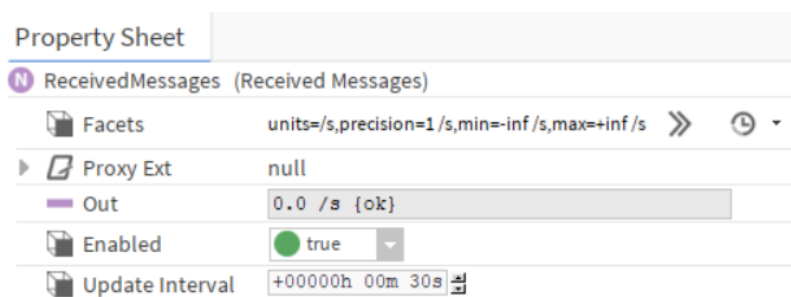 Property Sheet
N ReceivedMessages (Received Messages)
Facets units=/s,precision=1 /s,min=-inf /s,max=+inf /s
Proxy Ext null
Out 0.0 /s {ok}
Enabled true
Update Interval +00000h 00m 30s